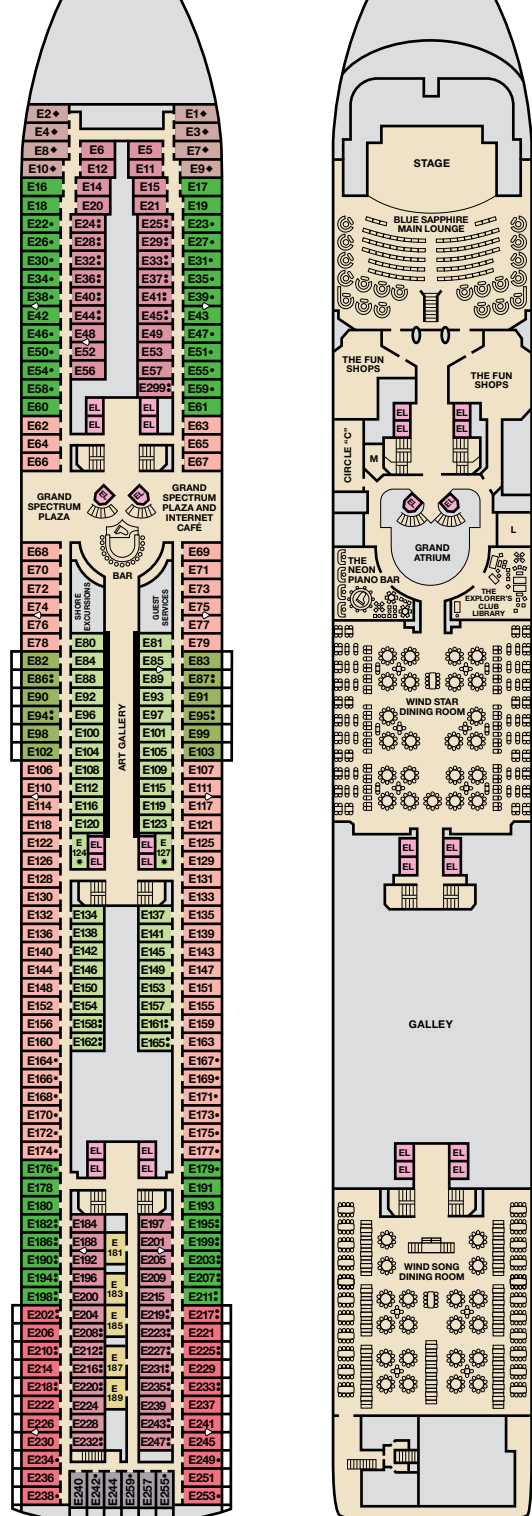 E2◆ E1◆
E4◆ E3◆
E8◆ E6 E5 E7◆
E10◆ E12 E11 E9◆
E16 E14 E15 E17
E18 E20 E21 E19
E22• E24 E25 E23•
E26• E28 E29 E27•
E30• E32 E33 E31•
E34• E36 E37 E35•
E38• E40 E41 E39•
E42 E44 E45 E43
E46• E48 E49 E47•
E50• E52 E53 E51•
E54• E56 E57 E55•
E58• E299 E59•
E60 EL EL E61
E62 EL EL E63
E64 E65
E66 E67
GRAND
SPECTRUM
PLAZA
EL EL
GRAND
SPECTRUM
PLAZA AND
INTERNET
CAFÉ
BAR
E68 E69
E70 E71
E72 E73
E74 E75
E76 E77
SHORE
EXCURSIONS
GUEST
SERVICES
ART GALLERY
E78 E80 E81 E79
E82 E84 E85 E83
E86: E88 E89 E87:
E90 E92 E93 E91
E94: E96 E97 E95:
E98 E100 E101 E99
E102 E104 E105 E103
E106 E108 E109 E107
E110 E112 E115 E111
E114 E116 E119 E117
E118 E120 E123 E121
E122 E 124 * EL EL E 127 * E125
E126 EL EL E129
E128 E131
E130 E133
E132 E134 E137 E135
E136 E138 E141 E139
E140 E142 E145 E143
E144 E146 E149 E147
E148 E150 E153 E151
E152 E154 E157 E155
E156 E158: E161: E159
E160 E162: E165: E163
E164• E167•
E166• E169•
E168• E171•
E170• E173•
E172• E175•
E174• EL EL E177•
E176• EL EL E179•
E178 E191
E180 E193
E182 E184 E197 E195
E186 E188 E 181 E201 E199
E190 E192 E205 E203
E194 E196 E 183 E209 E207
E198 E200 E215 E211
E202 E204 E 185 E219 E217
E206 E208 E223 E221
E210 E212 E 187 E227 E225
E214 E216 E231 E229
E218 E220 E 189 E235 E233
E222 E224 E239 E237
E226 E228 E243 E241
E230 E232 E247 E245
E234• E249•
E236 E240 E242• E244 E259• E257 E255• E251
E238• E253•
STAGE
BLUE SAPPHIRE
MAIN LOUNGE
THE FUN
SHOPS
THE FUN
SHOPS
EL EL
EL EL
CIRCLE "C"
M
EL EL
L
GRAND
ATRIUM
THE
NEON
PIANO BAR
THE
EXPLORER'S
CLUB
LIBRARY
WIND STAR
DINING ROOM
EL EL
EL EL
GALLEY
EL EL
EL EL
WIND SONG
DINING ROOM